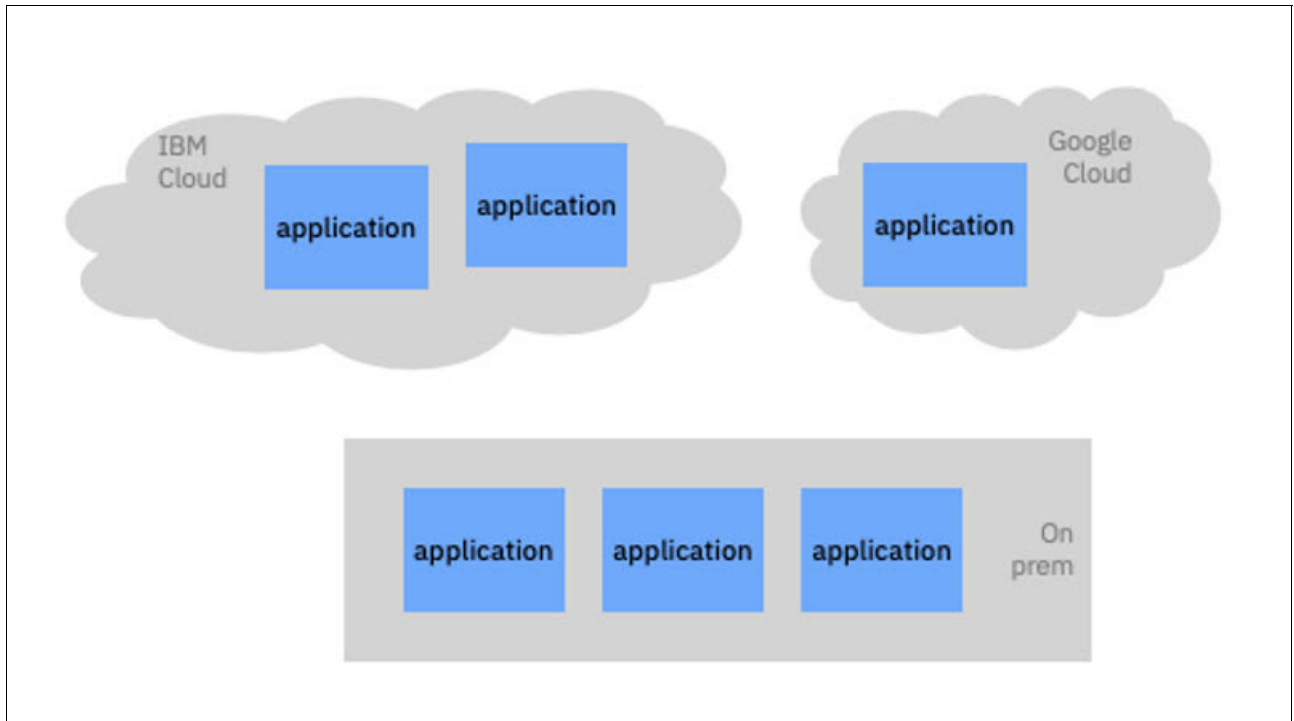 IBM
Cloud
application
application
Google
Cloud
application
application
application
application
On
prem